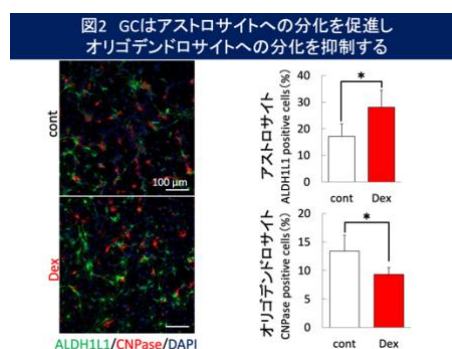 図2 GCはアストロサイトへの分化を促進し
オリゴデンドロサイトへの分化を抑制する
cont
100 μm
Dex
ALDH1L1/CNPase/DAPI
アストロサイト
ALDH1L1 positive cells(%)
40
30
20
10
0
*
cont Dex
オリゴデンドロサイト
CNPase positive cells(%)
15
10
5
0
*
cont Dex